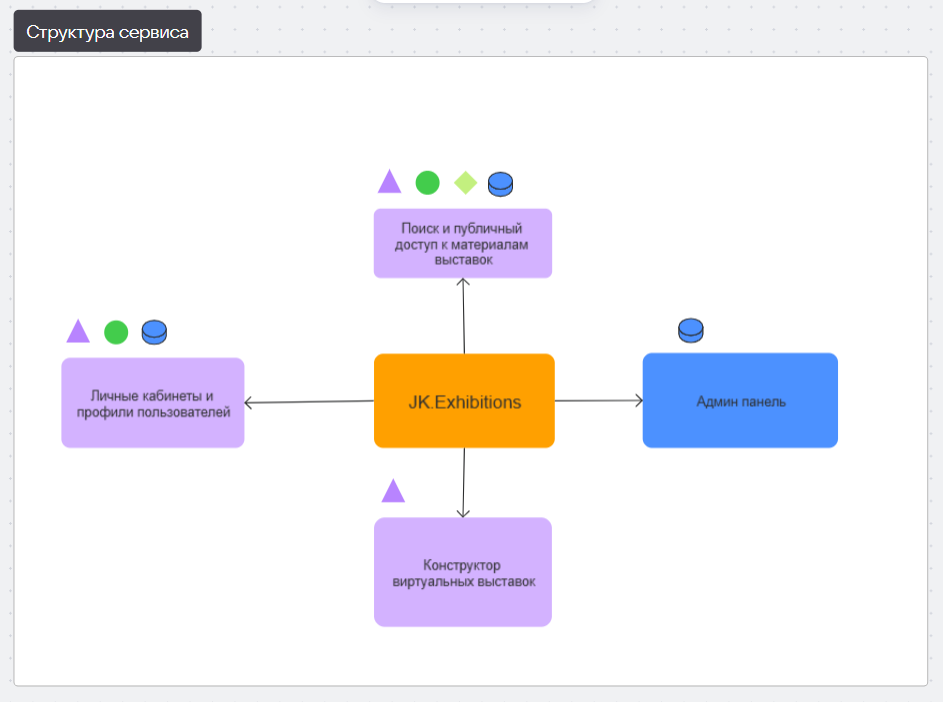 Структура сервиса
Поиск и публичный
доступ к материалам
выставок
Личные кабинеты и
профили пользователей
JK.Exhibitions
Админ панель
Конструктор
виртуальных выставок